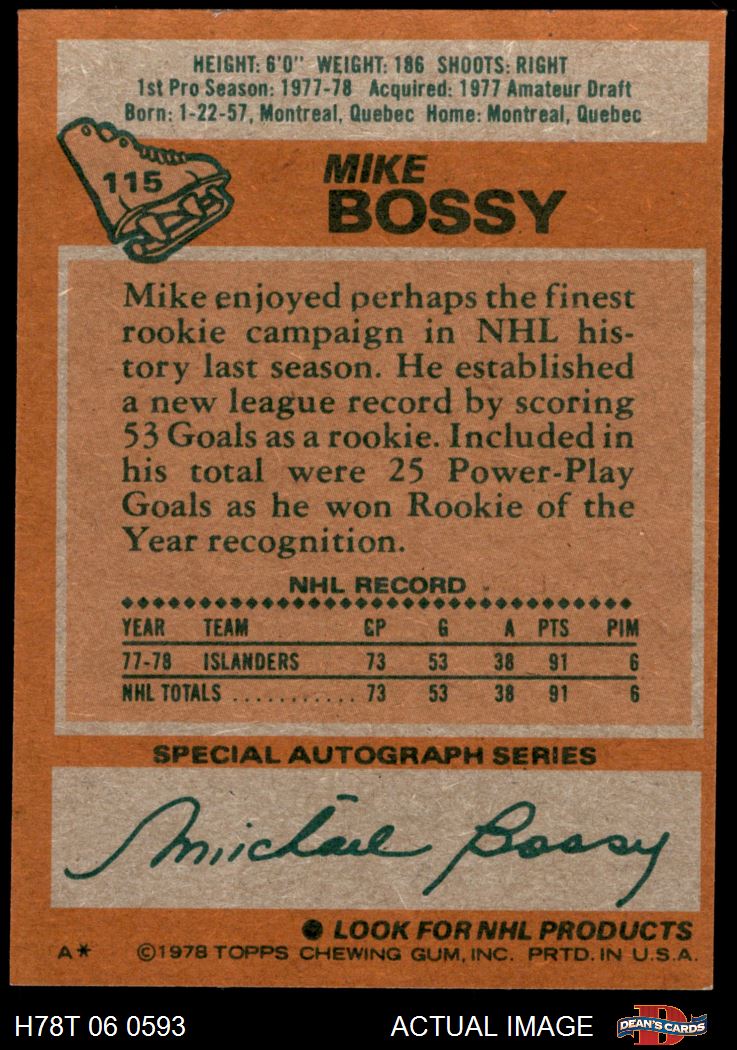 HEIGHT: 6'0" WEIGHT: 186 SHOOTS: RIGHT
1st Pro Season: 1977-78 Acquired: 1977 Amateur Draft
Born: 1-22-57, Montreal, Quebec Home: Montreal, Quebec
115
MIKE
BOSSY
Mike enjoyed perhaps the finest
rookie campaign in NHL his-
tory last season. He established
a new league record by scoring
53 Goals as a rookie. Included in
his total were 25 Power-Play
Goals as he won Rookie of the
Year recognition.
NHL RECORD
YEAR TEAM GP G A PTS PIM
77-78 ISLANDERS 73 53 38 91 6
NHL TOTALS ........... 73 53 38 91 6
SPECIAL AUTOGRAPH SERIES
Michael Bossy
LOOK FOR NHL PRODUCTS
A* ©1978 TOPPS CHEWING GUM, INC. PRTD. IN U.S.A.
H78T 06 0593 ACTUAL IMAGE D DEAN'S CARDS